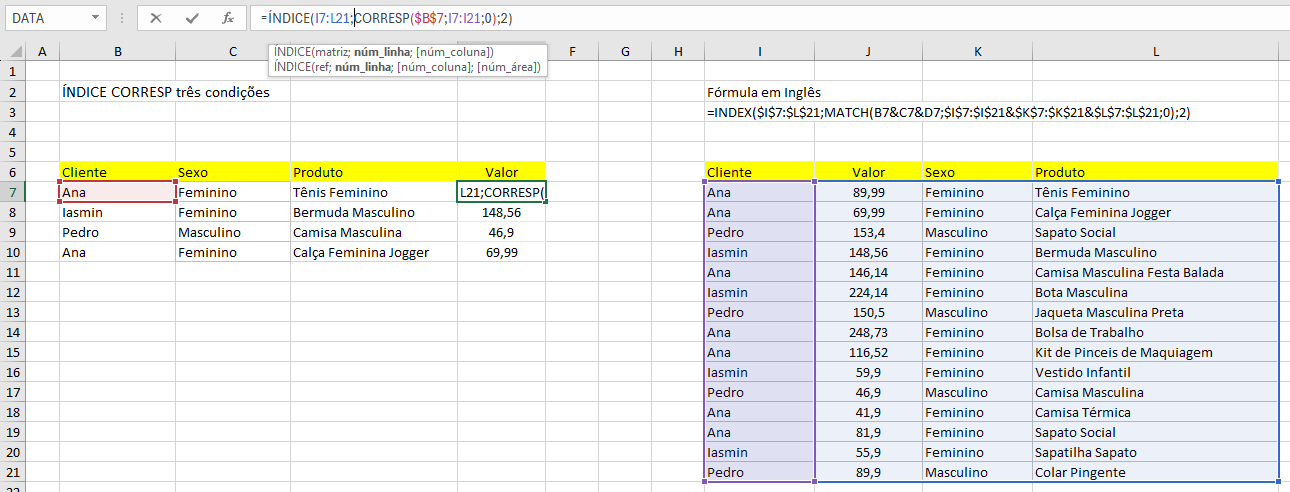 DATA =ÍNDICE(I7:L21;CORRESP($B$7;I7:I21;0);2)
ÍNDICE(matriz; núm_linha; [núm_coluna])
ÍNDICE(ref; núm_linha; [núm_coluna]; [núm_área])
A B C F G H I J K L
1
2 ÍNDICE CORRESP três condições Fórmula em Inglês
3 =INDEX($I$7:$L$21;MATCH(B7&C7&D7;$I$7:$I$21&$K$7:$K$21&$L$7:$L$21;0);2)
4
5
6 Cliente Sexo Produto Valor Cliente Valor Sexo Produto
7 Ana Feminino Tênis Feminino L21;CORRESP( Ana 89,99 Feminino Tênis Feminino
8 Iasmin Feminino Bermuda Masculino 148,56 Ana 69,99 Feminino Calça Feminina Jogger
9 Pedro Masculino Camisa Masculina 46,9 Pedro 153,4 Masculino Sapato Social
10 Ana Feminino Calça Feminina Jogger 69,99 Iasmin 148,56 Feminino Bermuda Masculino
11 Ana 146,14 Feminino Camisa Masculina Festa Balada
12 Iasmin 224,14 Feminino Bota Masculina
13 Pedro 150,5 Masculino Jaqueta Masculina Preta
14 Ana 248,73 Feminino Bolsa de Trabalho
15 Ana 116,52 Feminino Kit de Pinceis de Maquiagem
16 Iasmin 59,9 Feminino Vestido Infantil
17 Pedro 46,9 Masculino Camisa Masculina
18 Ana 41,9 Feminino Camisa Térmica
19 Ana 81,9 Feminino Sapato Social
20 Iasmin 55,9 Feminino Sapatilha Sapato
21 Pedro 89,9 Masculino Colar Pingente